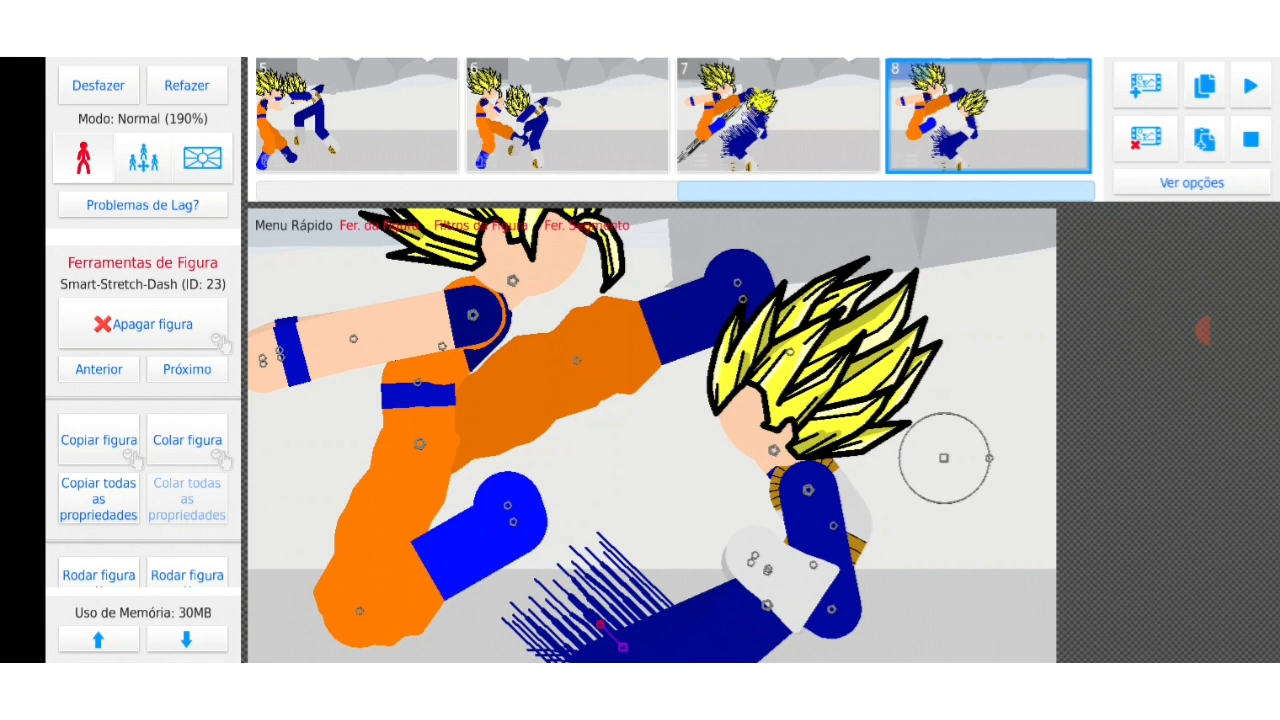 Desfazer
Refazer
Modo: Normal (190%)
Problemas de Lag?
Ferramentas de Figura
Smart-Stretch-Dash (ID: 23)
Apagar figura
Anterior
Próximo
Copiar figura
Colar figura
Copiar todas
as
propriedades
Colar todas
as
propriedades
Rodar figura
Rodar figura
Uso de Memória: 30MB
5
6
7
8
Ver opções
Menu Rápido Fer. da Figura Filtros da Figura Fer. Segmento